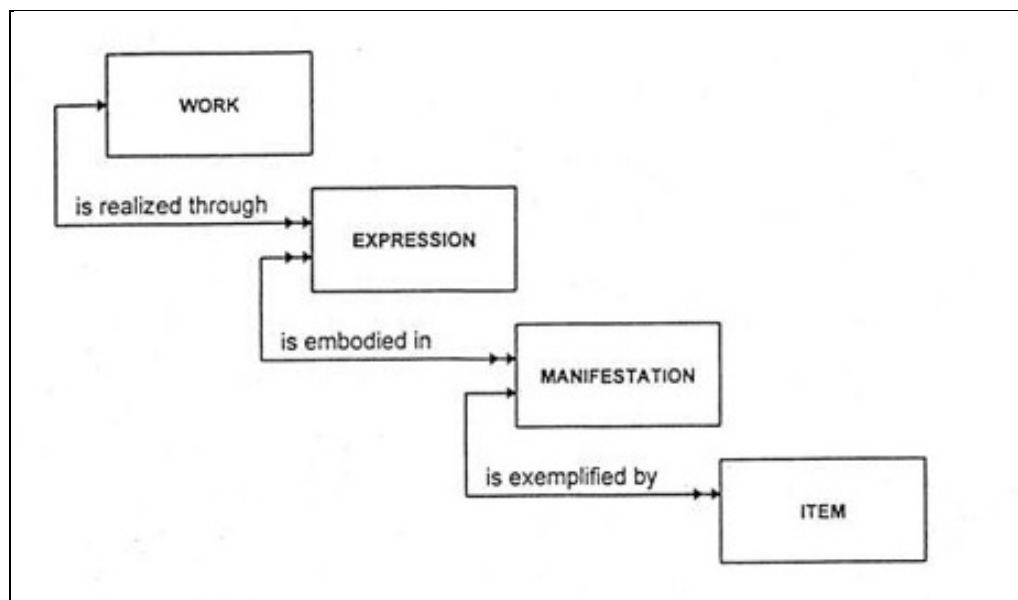 WORK
is realized through
EXPRESSION
is embodied in
MANIFESTATION
is exemplified by
ITEM